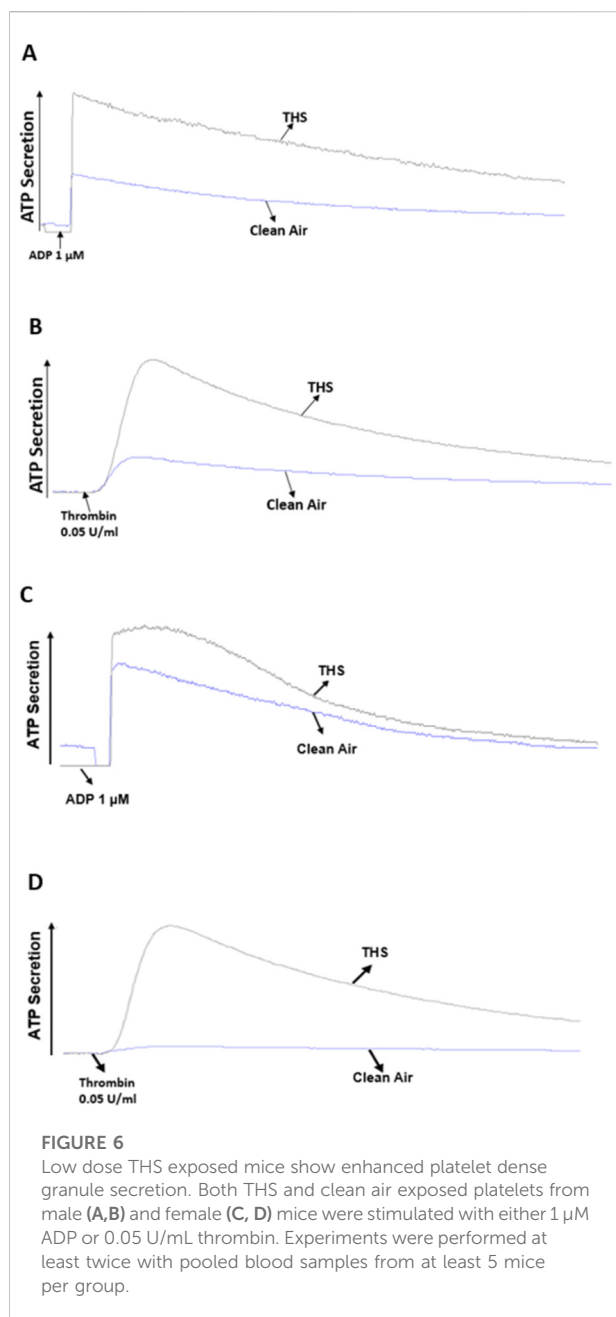 A
ATP Secretion
THS
Clean Air
ADP 1 μM
B
ATP Secretion
THS
Clean Air
Thrombin
0.05 U/ml
C
ATP Secretion
THS
Clean Air
ADP 1 μM
D
ATP Secretion
THS
Clean Air
Thrombin
0.05 U/ml
FIGURE 6
Low dose THS exposed mice show enhanced platelet dense
granule secretion. Both THS and clean air exposed platelets from
male (A,B) and female (C, D) mice were stimulated with either 1 μM
ADP or 0.05 U/mL thrombin. Experiments were performed at
least twice with pooled blood samples from at least 5 mice
per group.